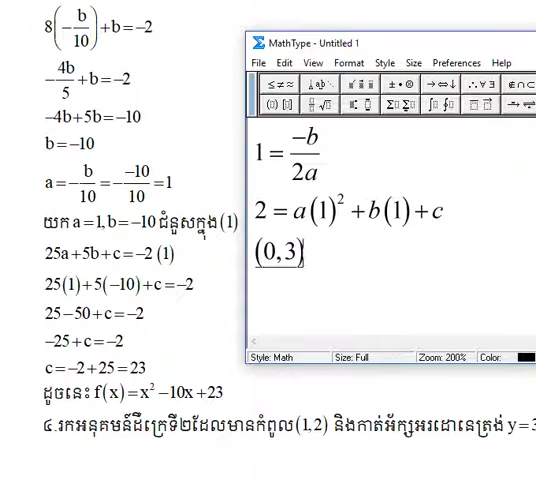 8(-b/10)+b=-2
-4b/5+b=-2
-4b+5b=-10
b=-10
a=-b/10=--10/10=1
យក a=1,b=-10 ជំនួសក្នុង (1)
25a+5b+c=-2 (1)
25(1)+5(-10)+c=-2
25-50+c=-2
-25+c=-2
c=-2+25=23
ដូចនេះ f(x)=x²-10x+23
៤.រកអនុគមន៍ដឺក្រេទី២ដែលមានកំពូល(1,2) និងកាត់អ័ក្សអរដោនេត្រង់ y=3
MathType - Untitled 1
File Edit View Format Style Size Preferences Help
1=-b/2a
2=a(1)²+b(1)+c
(0,3)
Style: Math Size: Full Zoom: 200% Color: